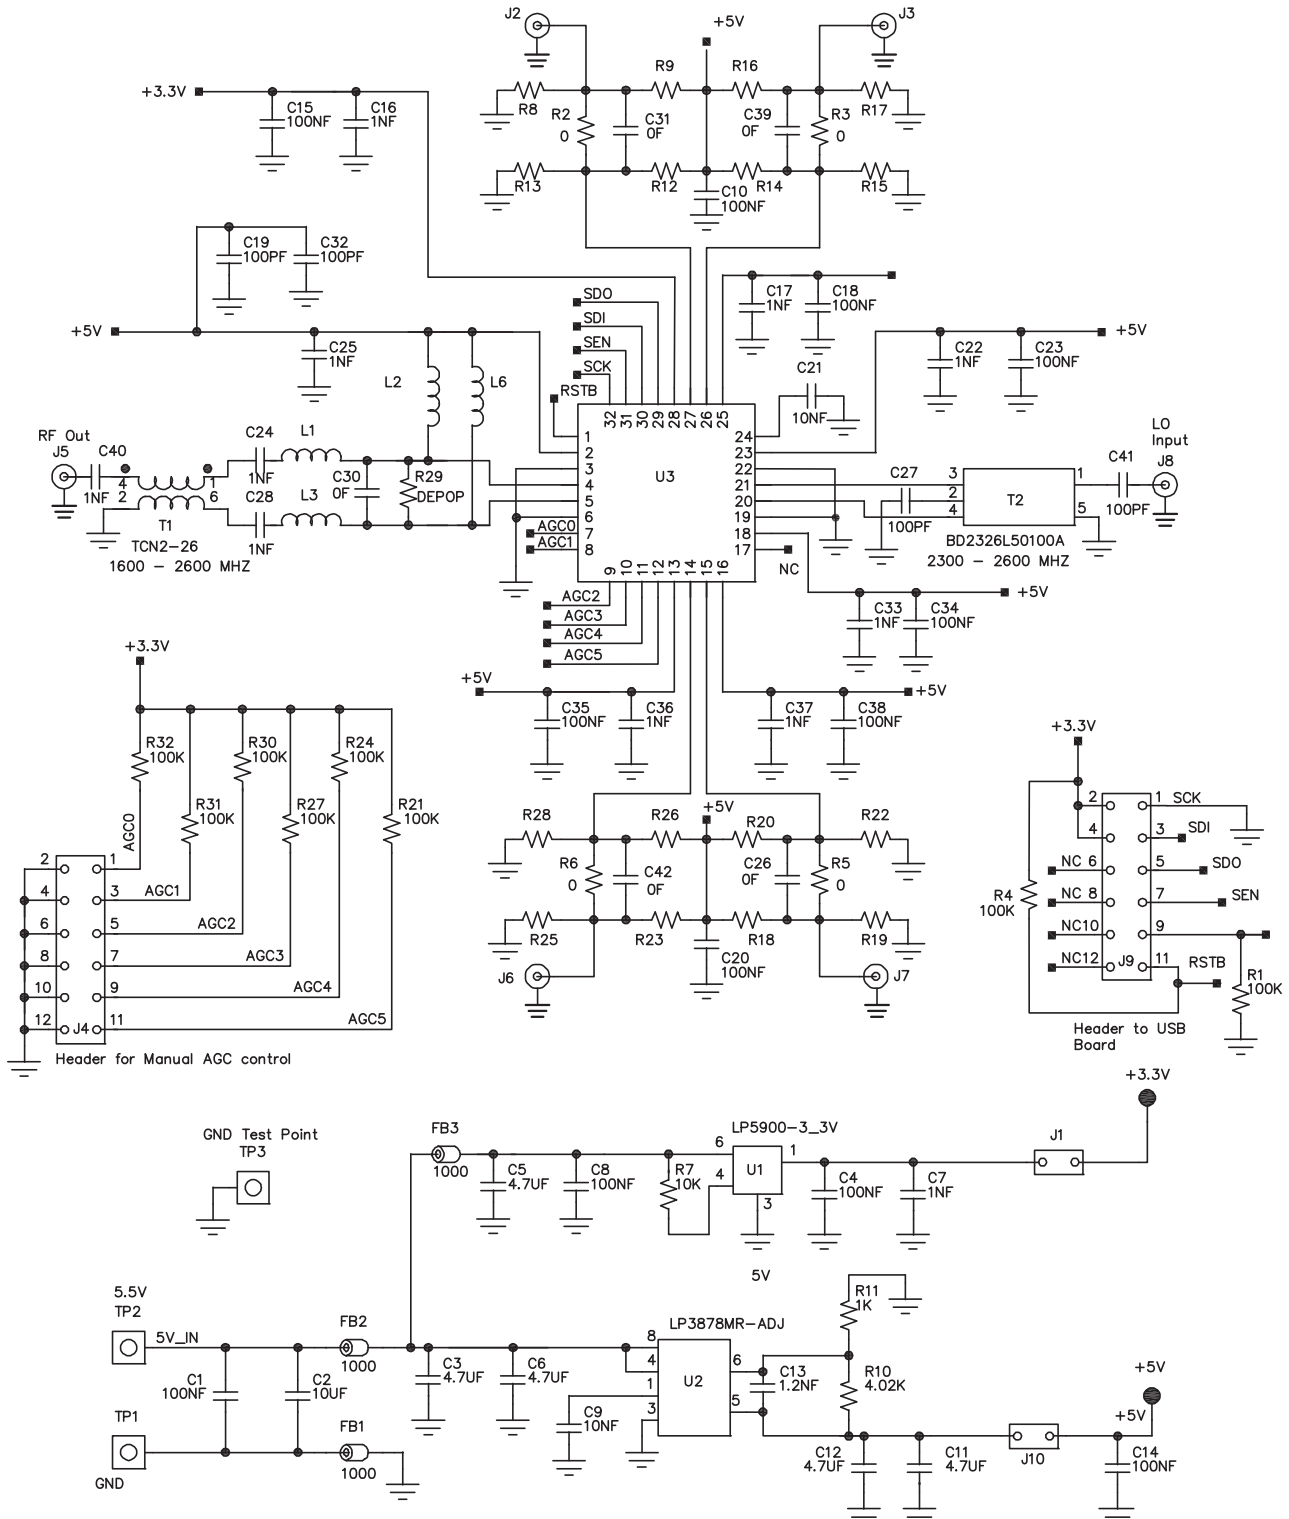 J2
J3
+5V
R9
R16
+3.3V
C15
100NF
C16
1NF
R8
R2
0
C31
0F
C39
0F
R3
0
R17
R13
R12
R14
R15
C10
100NF
C19
100PF
C32
100PF
C17
1NF
C18
100NF
SDO
SDI
SEN
SCK
RSTB
+5V
C25
1NF
L2
L6
C22
1NF
C23
100NF
+5V
C21
10NF
32
31
30
29
28
27
26
25
1
2
3
4
5
6
7
8
U3
24
23
22
21
20
19
18
17
9
10
11
12
13
14
15
16
RF Out
J5
C40
1NF
4
2
1
6
T1
TCN2-26
1600 - 2600 MHZ
C24
1NF
L1
C28
1NF
L3
C30
0F
R29
DEPOP
AGC0
AGC1
C27
100PF
3
2
4
1
5
T2
BD2326L50100A
2300 - 2600 MHZ
C41
100PF
LO
Input
J8
NC
AGC2
AGC3
AGC4
AGC5
+5V
C33
1NF
C34
100NF
+5V
C35
100NF
C36
1NF
C37
1NF
C38
100NF
+5V
+3.3V
R32
100K
R30
100K
R24
100K
R31
100K
R27
100K
R21
100K
AGC0
AGC1
AGC2
AGC3
AGC4
AGC5
2
4
6
8
10
12
1
3
5
7
9
11
J4
Header for Manual AGC control
+5V
R28
R26
R20
R22
R6
0
C42
0F
C26
0F
R5
0
R25
R23
R18
R19
C20
100NF
J6
J7
+3.3V
2
4
NC 6
NC 8
NC10
NC12
1
3
5
7
9
11
J9
SCK
SDI
SDO
SEN
RSTB
R4
100K
R1
100K
Header to USB
Board
GND Test Point
TP3
FB3
1000
C5
4.7UF
C8
100NF
R7
10K
LP5900-3_3V
6
4
U1
1
3
C4
100NF
C7
1NF
J1
+3.3V
5V
5.5V
TP2
5V_IN
FB2
1000
C1
100NF
C2
10UF
TP1
GND
FB1
1000
C3
4.7UF
C6
4.7UF
LP3878MR-ADJ
8
4
1
3
U2
6
5
C9
10NF
C13
1.2NF
R11
1K
R10
4.02K
C12
4.7UF
C11
4.7UF
J10
+5V
+5V
C14
100NF